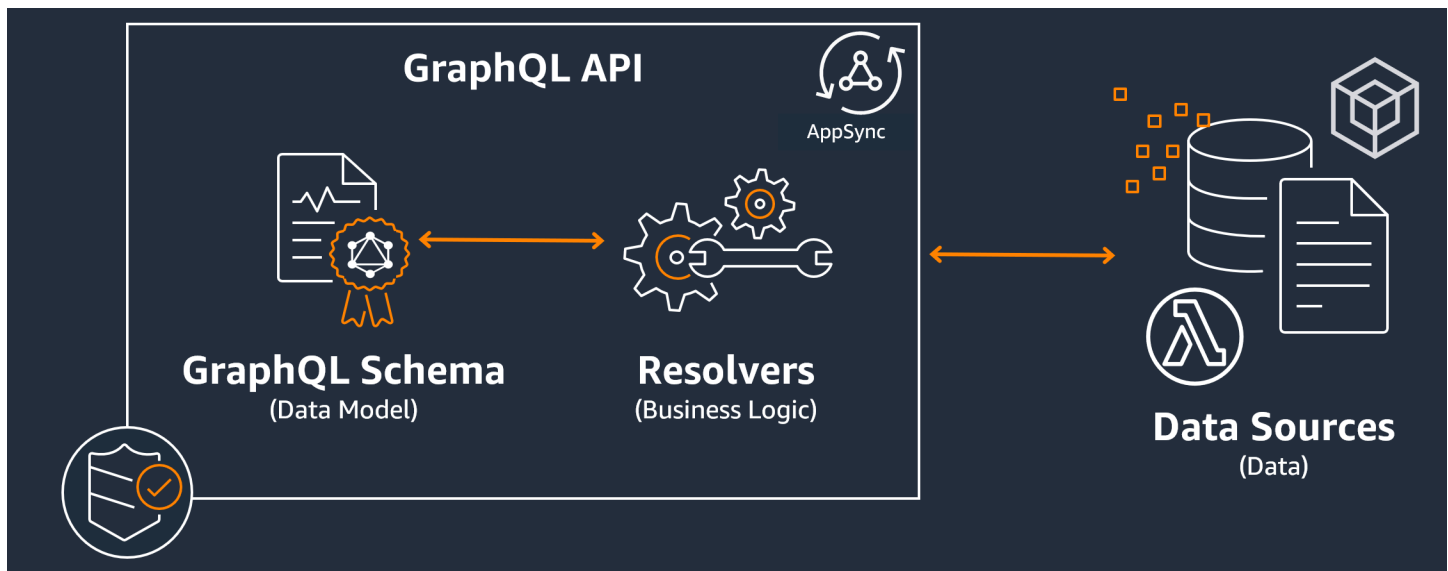 GraphQL API
AppSync
GraphQL Schema
(Data Model)
Resolvers
(Business Logic)
Data Sources
(Data)